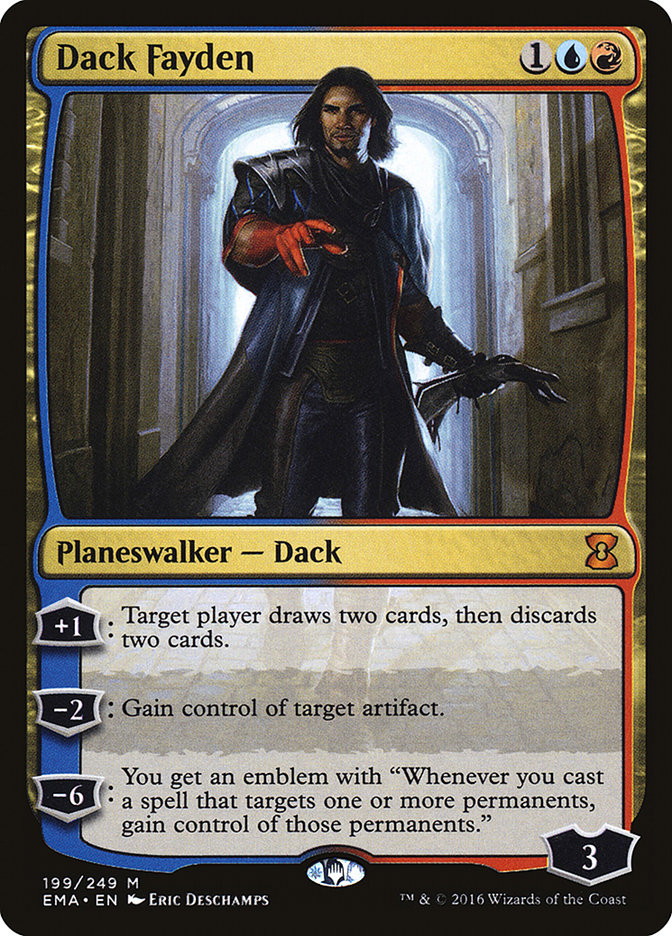 Dack Fayden 1
Planeswalker — Dack
+1 : Target player draws two cards, then discards
two cards.
−2 : Gain control of target artifact.
−6 : You get an emblem with “Whenever you cast
a spell that targets one or more permanents,
gain control of those permanents.”
3
199/249 M
EMA • EN Eric Deschamps ™ & © 2016 Wizards of the Coast